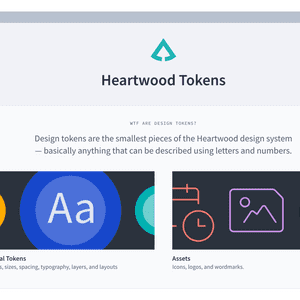 Heartwood Tokens
WTF ARE DESIGN TOKENS?
Design tokens are the smallest pieces of the Heartwood design system
— basically anything that can be described using letters and numbers.
Aa
al Tokens
s, sizes, spacing, typography, layers, and layouts
Assets
Icons, logos, and wordmarks.